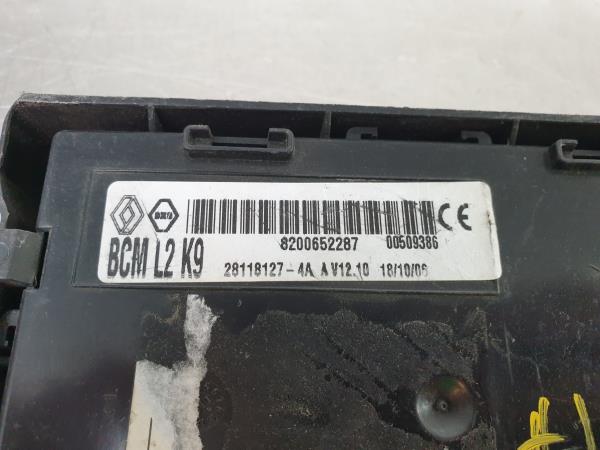 8200652287 00509386 CE
BCM L2 K9 28118127-4A A V12.10 18/10/06